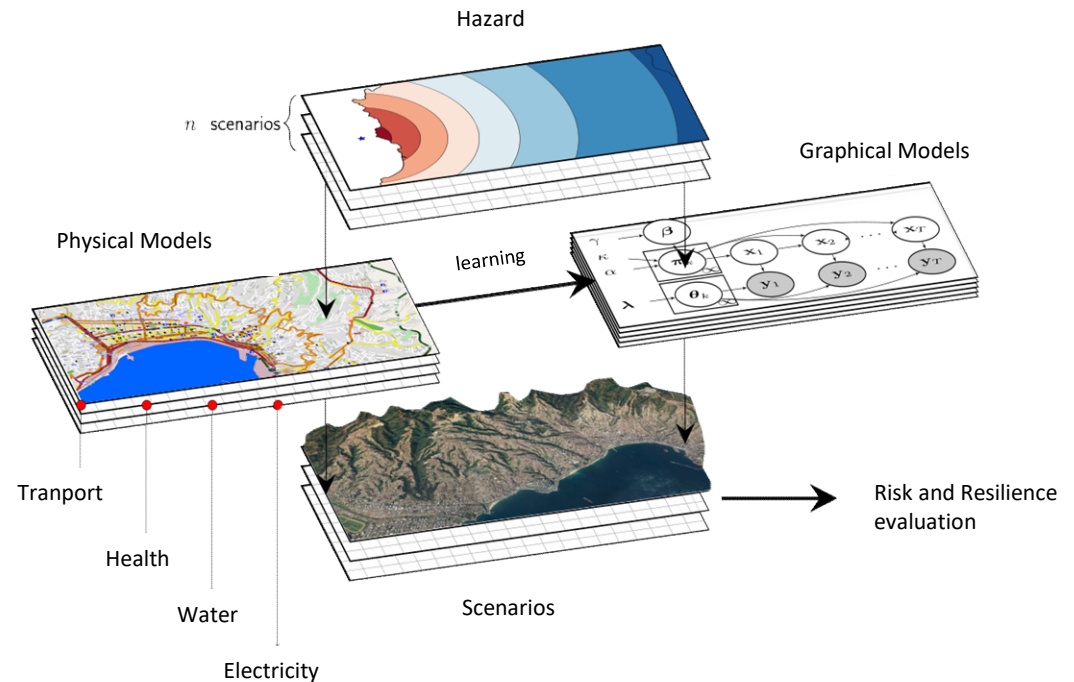 Hazard
n scenarios
Graphical Models
Physical Models
learning
γ
β
κ
α
π
λ
θk
x1
x2
...
xT
y1
y2
...
yT
Tranport
Health
Water
Electricity
Scenarios
Risk and Resilience
evaluation